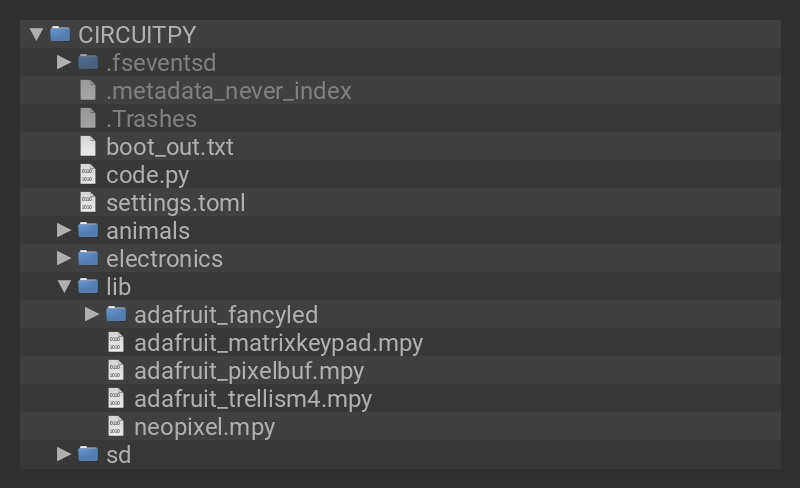 CIRCUITPY
.fseventsd
.metadata_never_index
.Trashes
boot_out.txt
code.py
settings.toml
animals
electronics
lib
adafruit_fancyled
adafruit_matrixkeypad.mpy
adafruit_pixelbuf.mpy
adafruit_trellism4.mpy
neopixel.mpy
sd